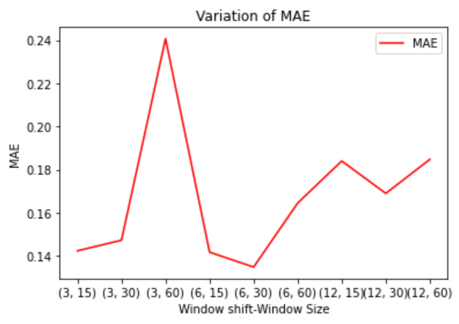 Variation of MAE
MAE
0.24
0.22
0.20
0.18
0.16
0.14
MAE
(3, 15) (3, 30) (3, 60) (6, 15) (6, 30) (6, 60) (12, 15)(12, 30)(12, 60)
Window shift-Window Size